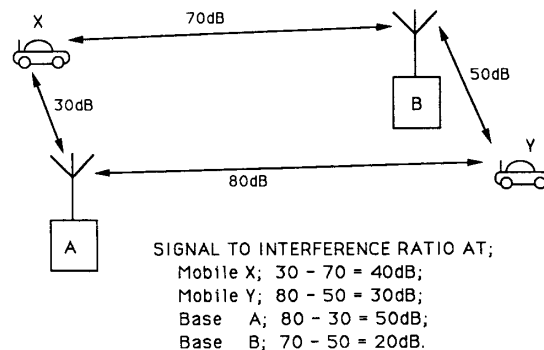 X
70dB
B
50dB
30dB
Y
80dB
A
SIGNAL TO INTERFERENCE RATIO AT;
Mobile X; 30 - 70 = 40dB;
Mobile Y; 80 - 50 = 30dB;
Base A; 80 - 30 = 50dB;
Base B; 70 - 50 = 20dB.